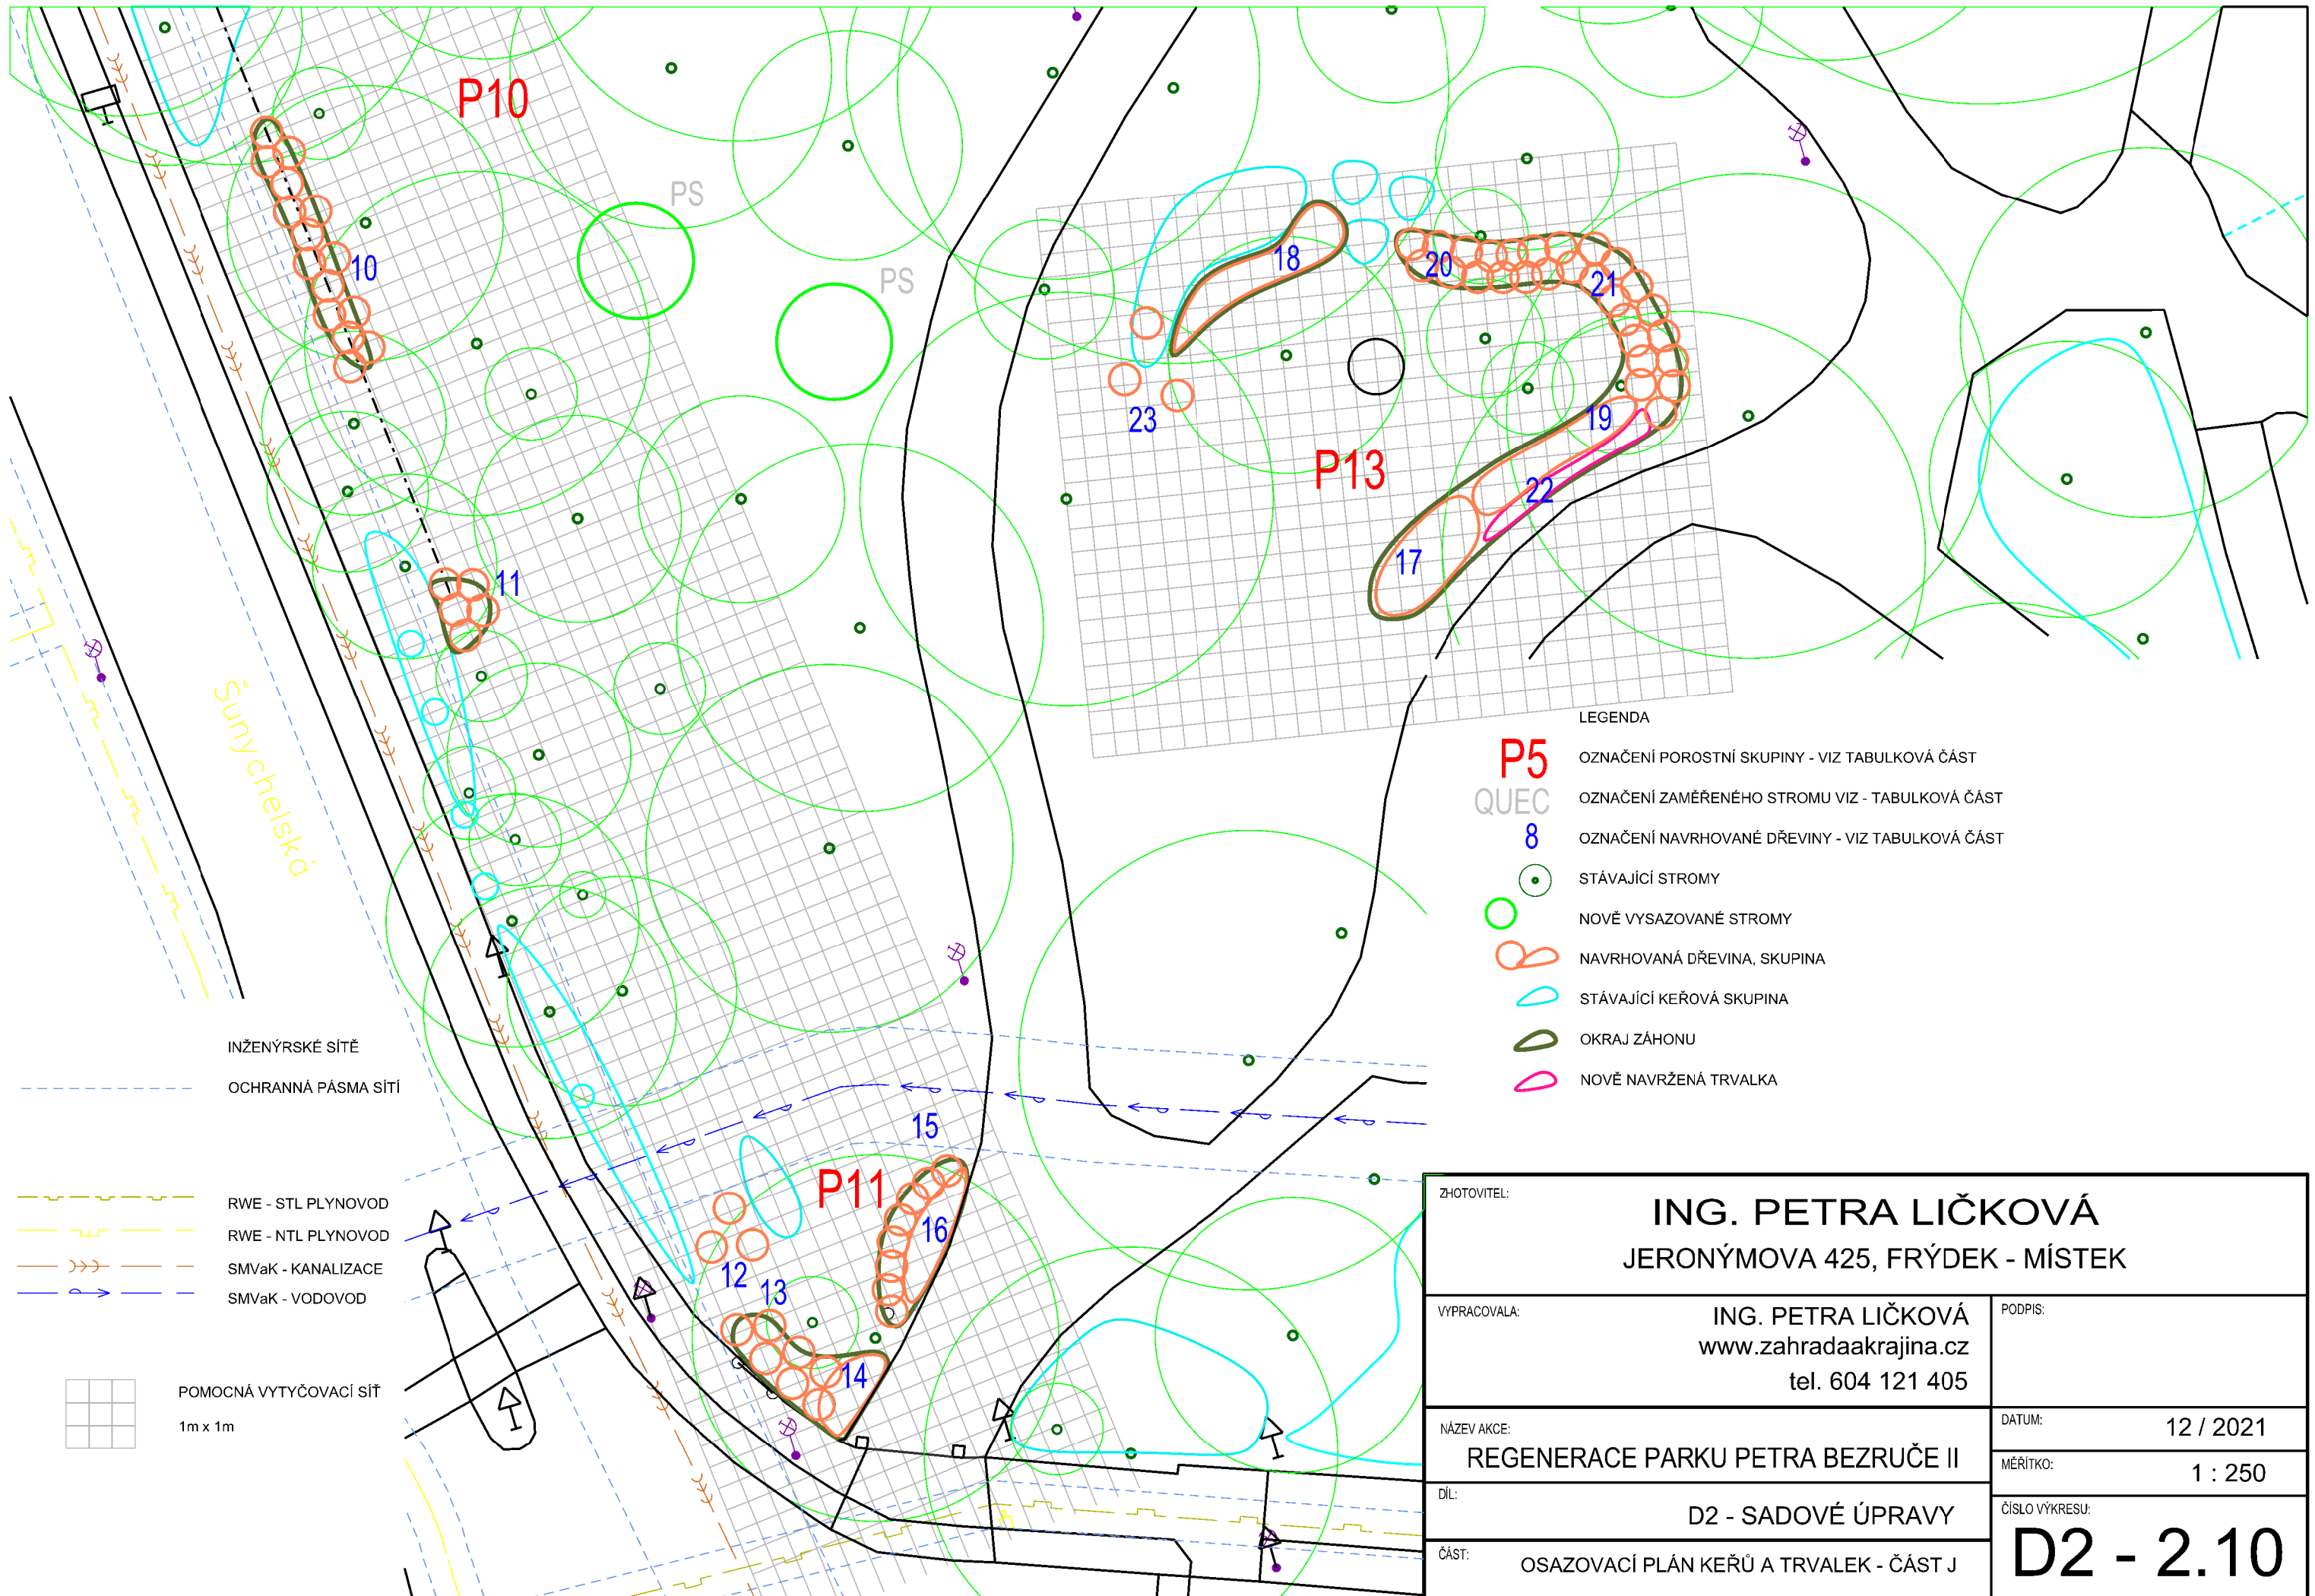 P10
PS
PS
10
11
18
20
21
23
19
P13
22
17
Šunychelská
LEGENDA
P5 OZNAČENÍ POROSTNÍ SKUPINY - VIZ TABULKOVÁ ČÁST
QUEC OZNAČENÍ ZAMĚŘENÉHO STROMU VIZ - TABULKOVÁ ČÁST
8 OZNAČENÍ NAVRHOVANÉ DŘEVINY - VIZ TABULKOVÁ ČÁST
STÁVAJÍCÍ STROMY
NOVĚ VYSAZOVANÉ STROMY
NAVRHOVANÁ DŘEVINA, SKUPINA
STÁVAJÍCÍ KEŘOVÁ SKUPINA
OKRAJ ZÁHONU
NOVĚ NAVRŽENÁ TRVALKA
INŽENÝRSKÉ SÍTĚ
OCHRANNÁ PÁSMA SÍTÍ
RWE - STL PLYNOVOD
RWE - NTL PLYNOVOD
SMVaK - KANALIZACE
SMVaK - VODOVOD
POMOCNÁ VYTYČOVACÍ SÍŤ
1m x 1m
15
P11
16
12
13
14
ZHOTOVITEL:
ING. PETRA LIČKOVÁ
JERONÝMOVA 425, FRÝDEK - MÍSTEK
VYPRACOVALA:
ING. PETRA LIČKOVÁ
www.zahradaakrajina.cz
tel. 604 121 405
PODPIS:
NÁZEV AKCE:
REGENERACE PARKU PETRA BEZRUČE II
DATUM:
12 / 2021
MĚŘÍTKO:
1 : 250
DÍL:
D2 - SADOVÉ ÚPRAVY
ČÍSLO VÝKRESU:
D2 - 2.10
ČÁST:
OSAZOVACÍ PLÁN KEŘŮ A TRVALEK - ČÁST J